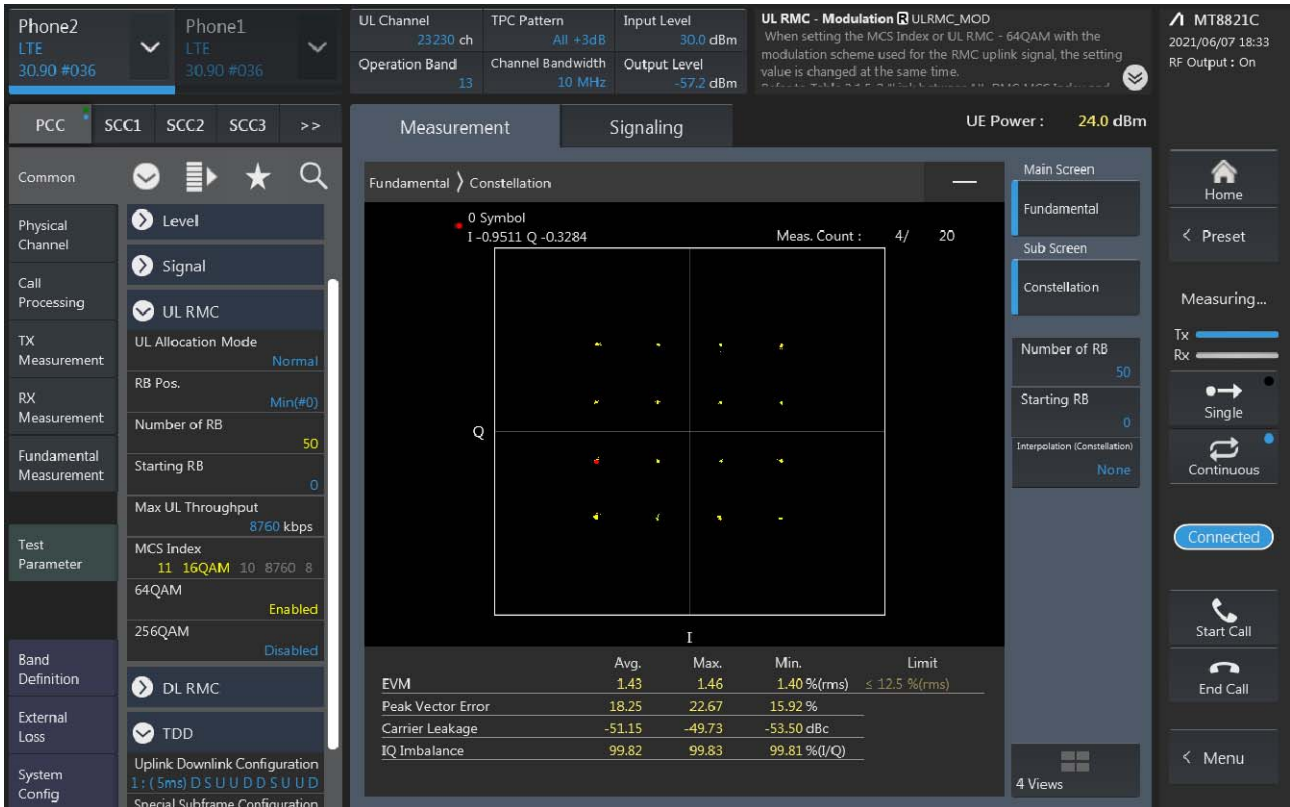 Phone2
LTE
30.90 #036
Phone1
LTE
30.90 #036
UL Channel
23230 ch
TPC Pattern
All +3dB
Input Level
30.0 dBm
Operation Band
13
Channel Bandwidth
10 MHz
Output Level
-57.2 dBm
UL RMC - Modulation R ULRMC_MOD
When setting the MCS Index or UL RMC - 64QAM with the
modulation scheme used for the RMC uplink signal, the setting
value is changed at the same time.
MT8821C
2021/06/07 18:33
RF Output : On
PCC SCC1 SCC2 SCC3 >>
Measurement
Signaling
UE Power : 24.0 dBm
Common
Physical
Channel
Call
Processing
TX
Measurement
RX
Measurement
Fundamental
Measurement
Test
Parameter
Band
Definition
External
Loss
System
Config
Level
Signal
UL RMC
UL Allocation Mode
Normal
RB Pos.
Min(#0)
Number of RB
50
Starting RB
0
Max UL Throughput
8760 kbps
MCS Index
11 16QAM 10 8760 8
64QAM
Enabled
256QAM
Disabled
DL RMC
TDD
Uplink Downlink Configuration
1 : ( 5ms) D S U U D D S U U D
Special Subframe Configuration
Fundamental 〉 Constellation
0 Symbol
I -0.9511 Q -0.3284
Meas. Count : 4/ 20
Q
I
Avg. Max. Min. Limit
EVM 1.43 1.46 1.40 %(rms) ≤ 12.5 %(rms)
Peak Vector Error 18.25 22.67 15.92 %
Carrier Leakage -51.15 -49.73 -53.50 dBc
IQ Imbalance 99.82 99.83 99.81 %(I/Q)
Main Screen
Fundamental
Sub Screen
Constellation
Number of RB
50
Starting RB
0
Interpolation (Constellation)
None
4 Views
Home
< Preset
Measuring...
Tx
Rx
Single
Continuous
Connected
Start Call
End Call
< Menu